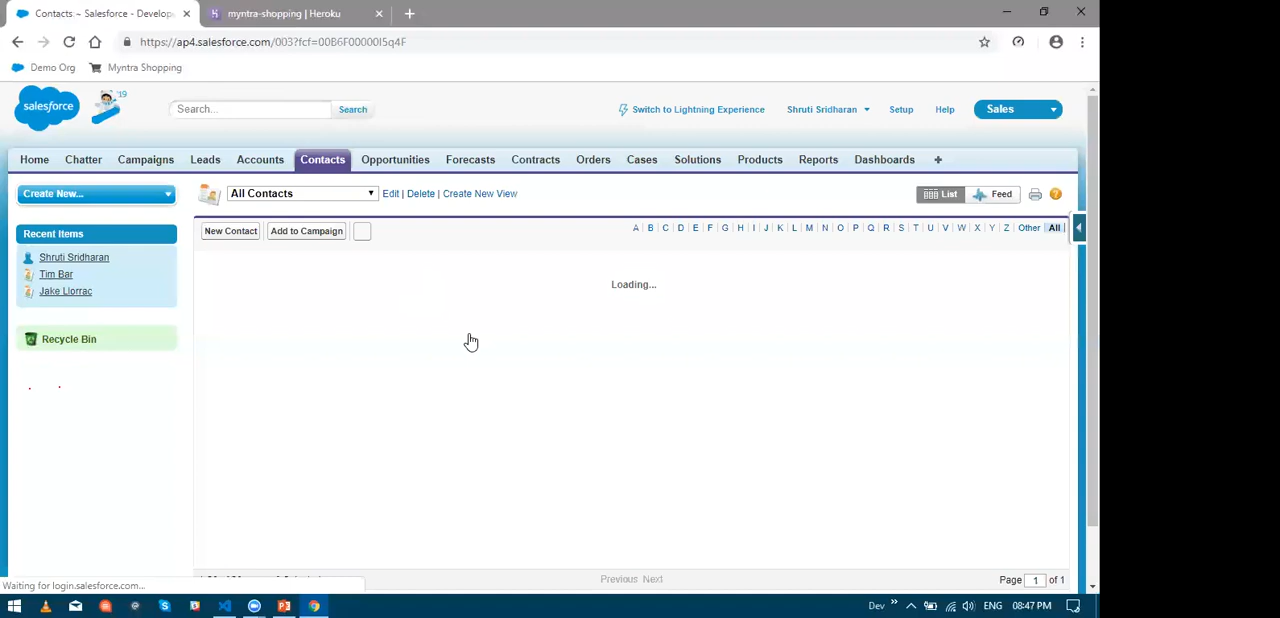 Contacts ~ Salesforce - Develop
myntra-shopping | Heroku
https://ap4.salesforce.com/003?fcf=00B6F00000I5q4F
Demo Org
Myntra Shopping
salesforce
'19
Search...
Search
Switch to Lightning Experience
Shruti Sridharan
Setup
Help
Sales
Home
Chatter
Campaigns
Leads
Accounts
Contacts
Opportunities
Forecasts
Contracts
Orders
Cases
Solutions
Products
Reports
Dashboards
+
Create New...
All Contacts
Edit | Delete | Create New View
List
Feed
Recent Items
New Contact
Add to Campaign
A | B | C | D | E | F | G | H | I | J | K | L | M | N | O | P | Q | R | S | T | U | V | W | X | Y | Z | Other | All
Shruti Sridharan
Tim Bar
Jake Llorrac
Loading...
Recycle Bin
Previous Next
Page 1 of 1
Waiting for login.salesforce.com...
Dev
ENG
08:47 PM